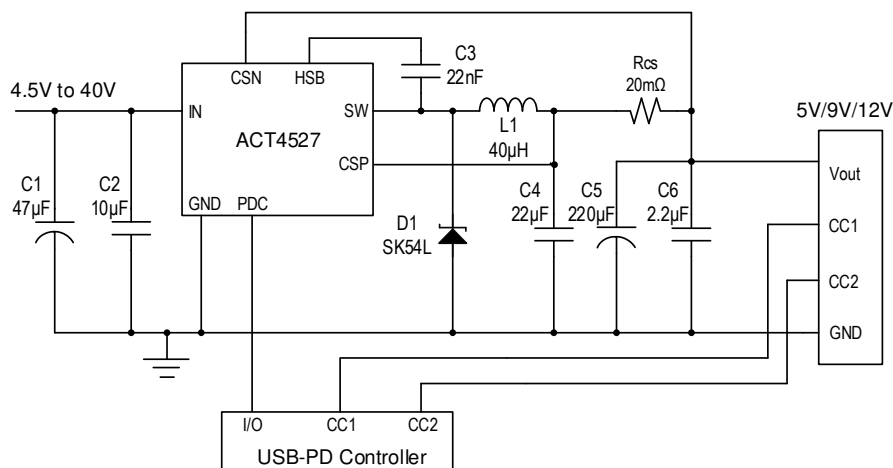 CSN
HSB
C3
22nF
Rcs
20mΩ
4.5V to 40V
IN
SW
ACT4527
L1
40µH
5V/9V/12V
CSP
Vout
C1
47µF
C2
10µF
GND
PDC
D1
SK54L
C4
22µF
C5
220µF
C6
2.2µF
CC1
CC2
GND
I/O
CC1
CC2
USB-PD Controller